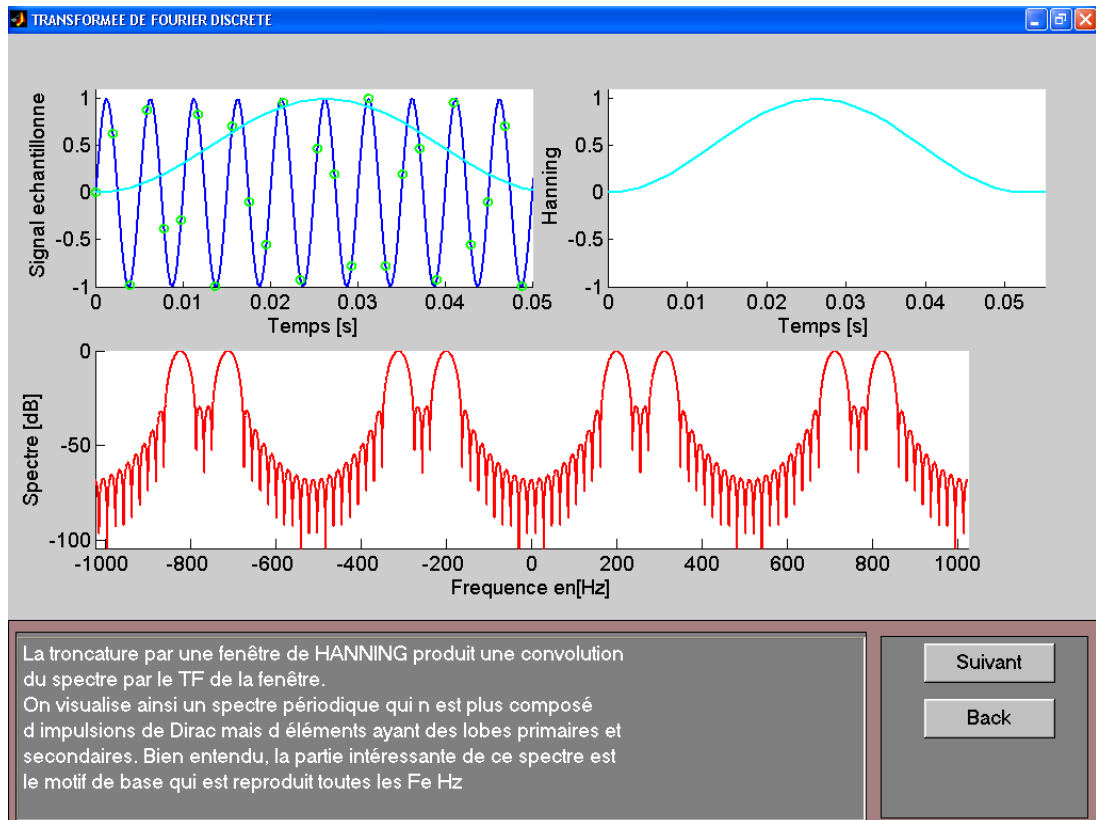 TRANSFORMEE DE FOURIER DISCRETE
Signal echantillonne
1
0.5
0
-0.5
-1
0 0.01 0.02 0.03 0.04 0.05
Temps [s]
Hanning
1
0.5
0
-0.5
-1
0 0.01 0.02 0.03 0.04 0.05
Temps [s]
Spectre [dB]
0
-50
-100
-1000 -800 -600 -400 -200 0 200 400 600 800 1000
Frequence en[Hz]
La troncature par une fenêtre de HANNING produit une convolution
du spectre par le TF de la fenêtre.
On visualise ainsi un spectre périodique qui n est plus composé
d impulsions de Dirac mais d éléments ayant des lobes primaires et
secondaires. Bien entendu, la partie intéressante de ce spectre est
le motif de base qui est reproduit toutes les Fe Hz
Suivant
Back